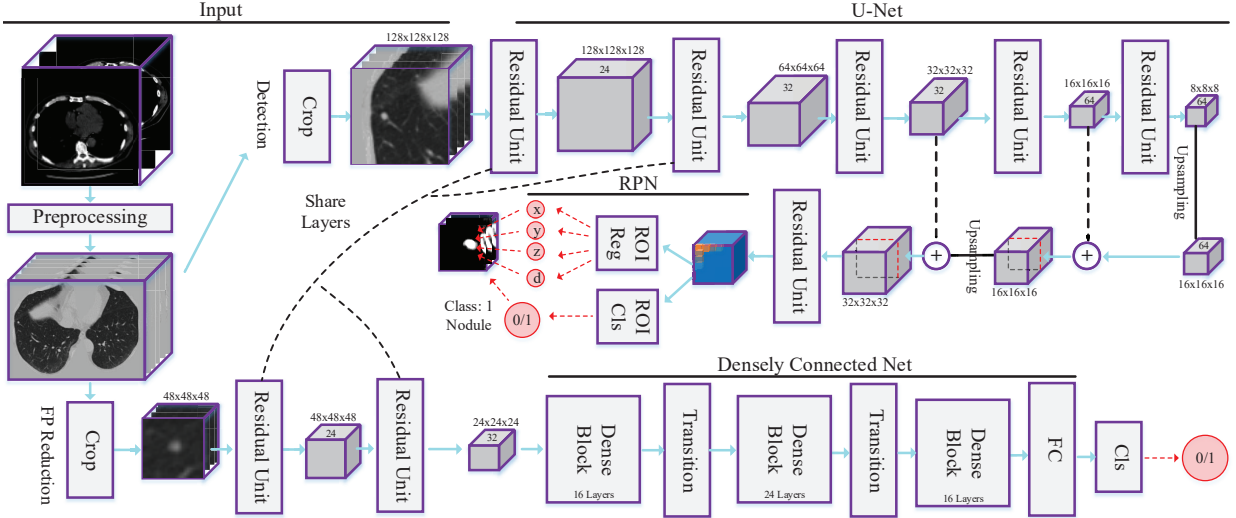 Input
U-Net
Detection
Crop
128x128x128
Residual Unit
128x128x128
24
Residual Unit
64x64x64
32
Residual Unit
32x32x32
32
Residual Unit
16x16x16
64
Residual Unit
8x8x8
64
Upsampling
64
16x16x16
Upsampling
16x16x16
+
+
32x32x32
Residual Unit
RPN
ROI
Reg
ROI
Cls
x
y
z
d
0/1
Class: 1
Nodule
Share
Layers
Preprocessing
FP Reduction
Crop
48x48x48
Residual Unit
48x48x48
24
Residual Unit
24x24x24
32
Densely Connected Net
Dense
Block
16 Layers
Transition
Dense
Block
24 Layers
Transition
Dense
Block
16 Layers
FC
Cls
0/1